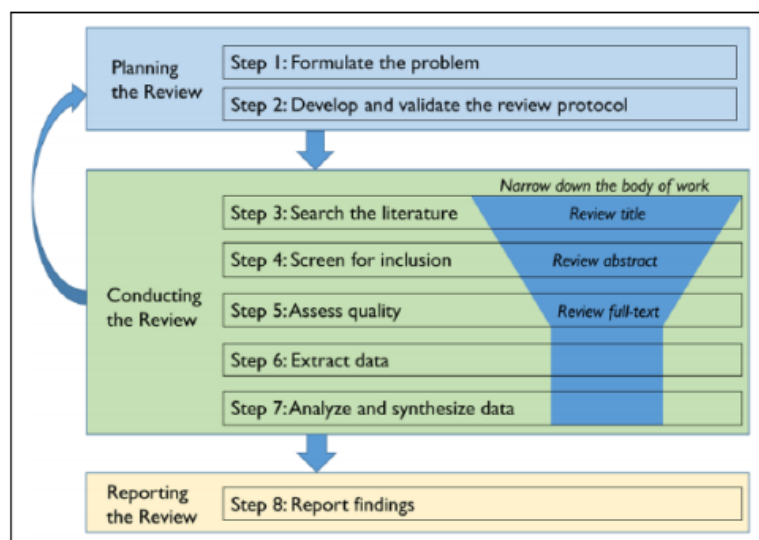 Planning
the Review
Step 1: Formulate the problem
Step 2: Develop and validate the review protocol
Narrow down the body of work
Conducting
the Review
Step 3: Search the literature
Review title
Step 4: Screen for inclusion
Review abstract
Step 5: Assess quality
Review full-text
Step 6: Extract data
Step 7: Analyze and synthesize data
Reporting
the Review
Step 8: Report findings